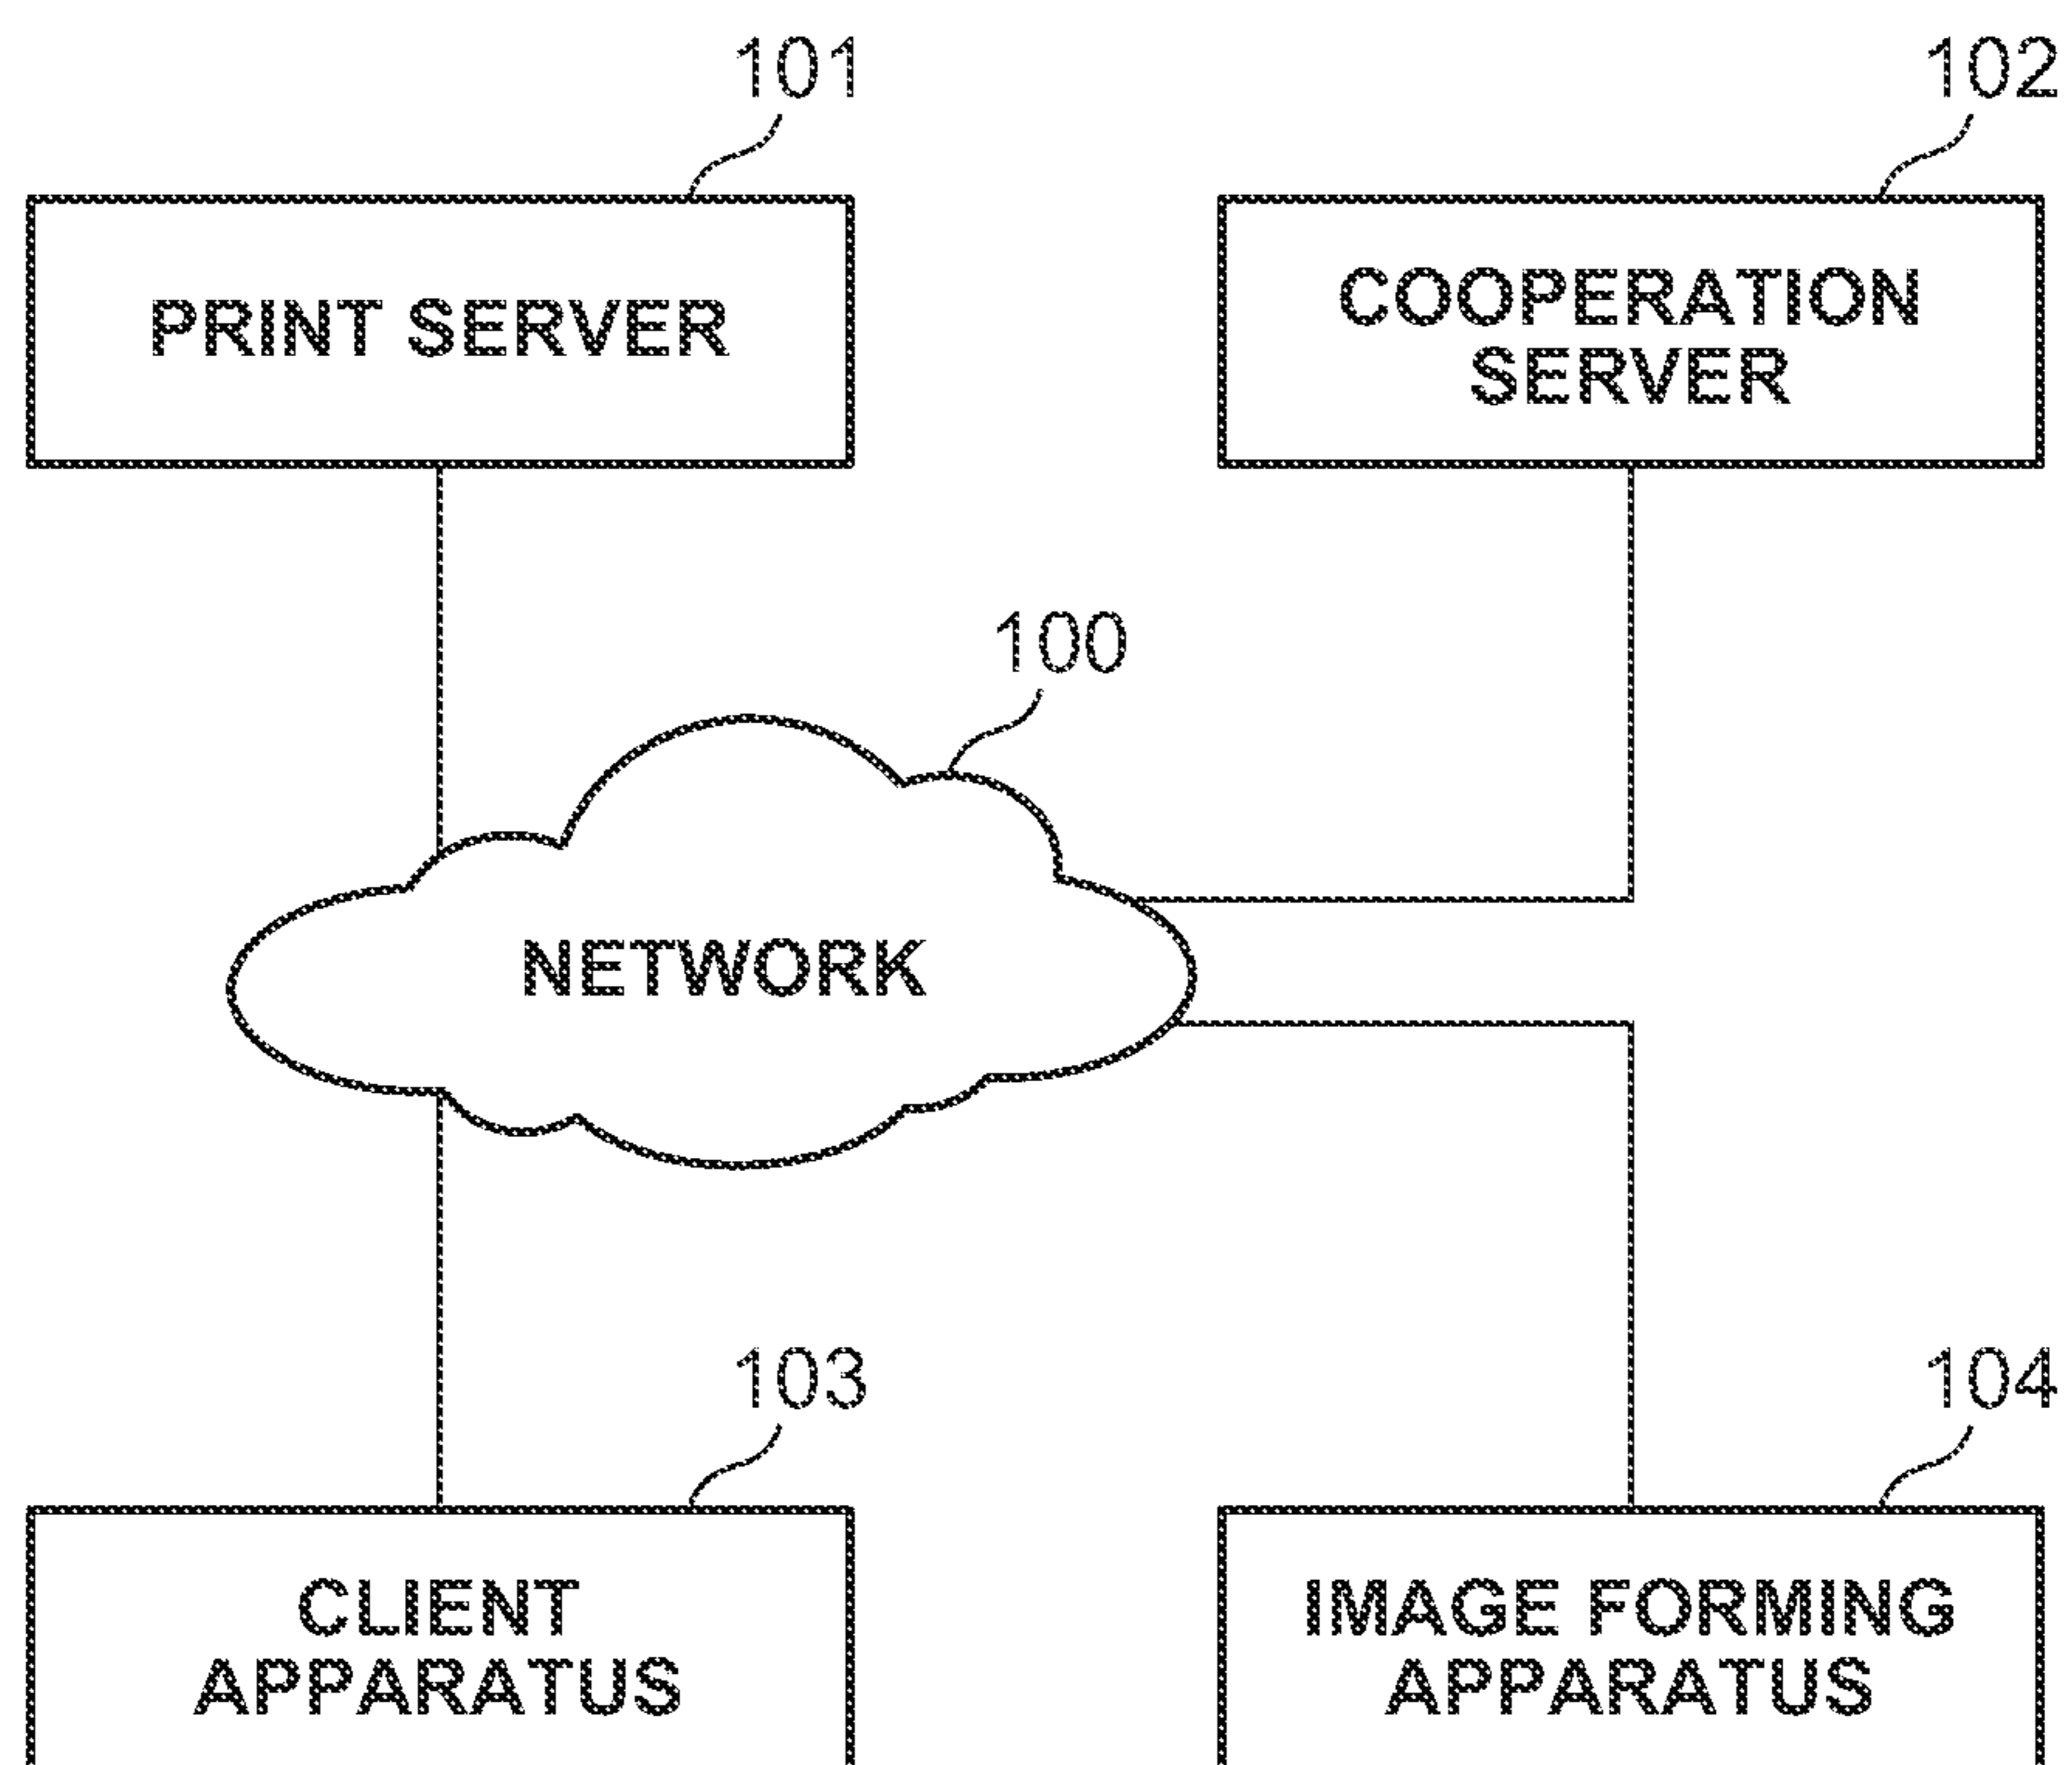 101
102
PRINT SERVER
COOPERATION
SERVER
100
NETWORK
103
104
CLIENT
APPARATUS
IMAGE FORMING
APPARATUS